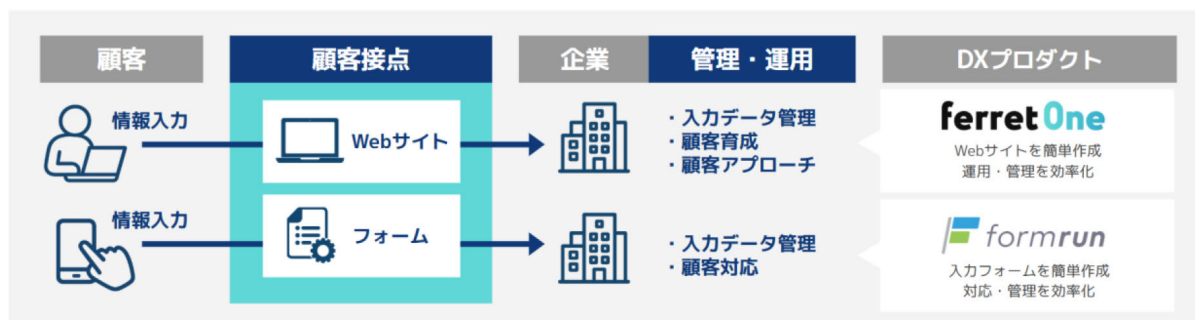 顧客
顧客接点
企業
管理・運用
DXプロダクト
情報入力
Webサイト
・入力データ管理
・顧客育成
・顧客アプローチ
ferret One
Webサイトを簡単作成
運用・管理を効率化
情報入力
フォーム
・入力データ管理
・顧客対応
formrun
入力フォームを簡単作成
対応・管理を効率化